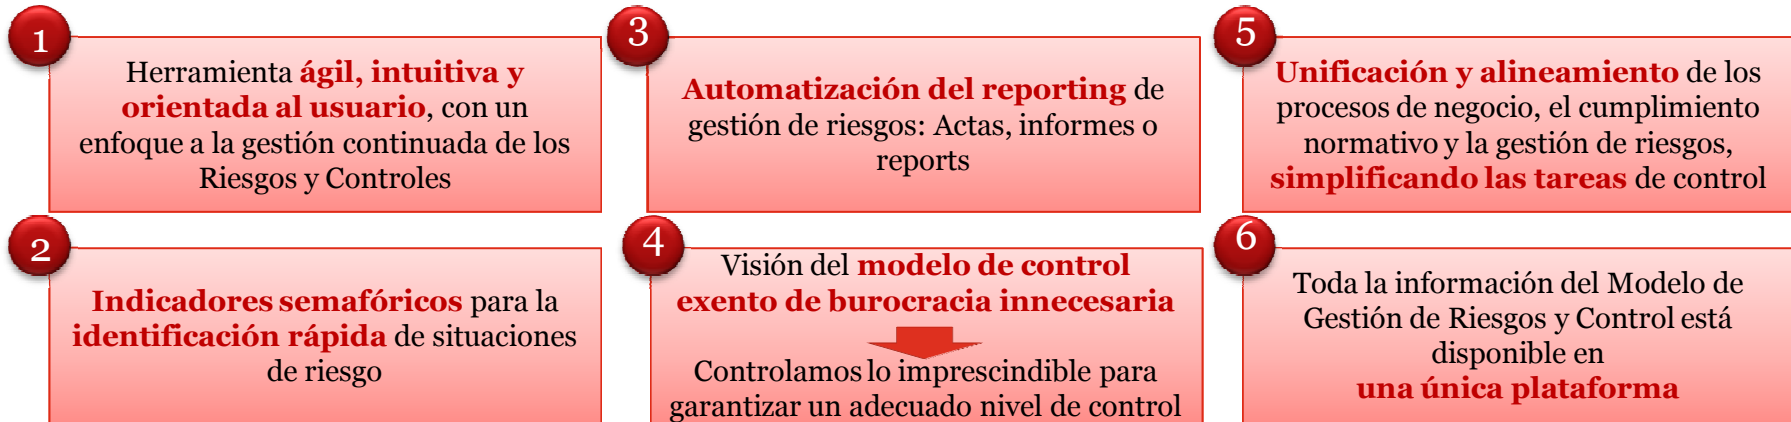 1
Herramienta ágil, intuitiva y
orientada al usuario, con un
enfoque a la gestión continuada de los
Riesgos y Controles
2
Indicadores semafóricos para la
identificación rápida de situaciones
de riesgo
3
Automatización del reporting de
gestión de riesgos: Actas, informes o
reports
4
Visión del modelo de control
exento de burocracia innecesaria
Controlamos lo imprescindible para
garantizar un adecuado nivel de control
5
Unificación y alineamiento de los
procesos de negocio, el cumplimiento
normativo y la gestión de riesgos,
simplificando las tareas de control
6
Toda la información del Modelo de
Gestión de Riesgos y Control está
disponible en
una única plataforma